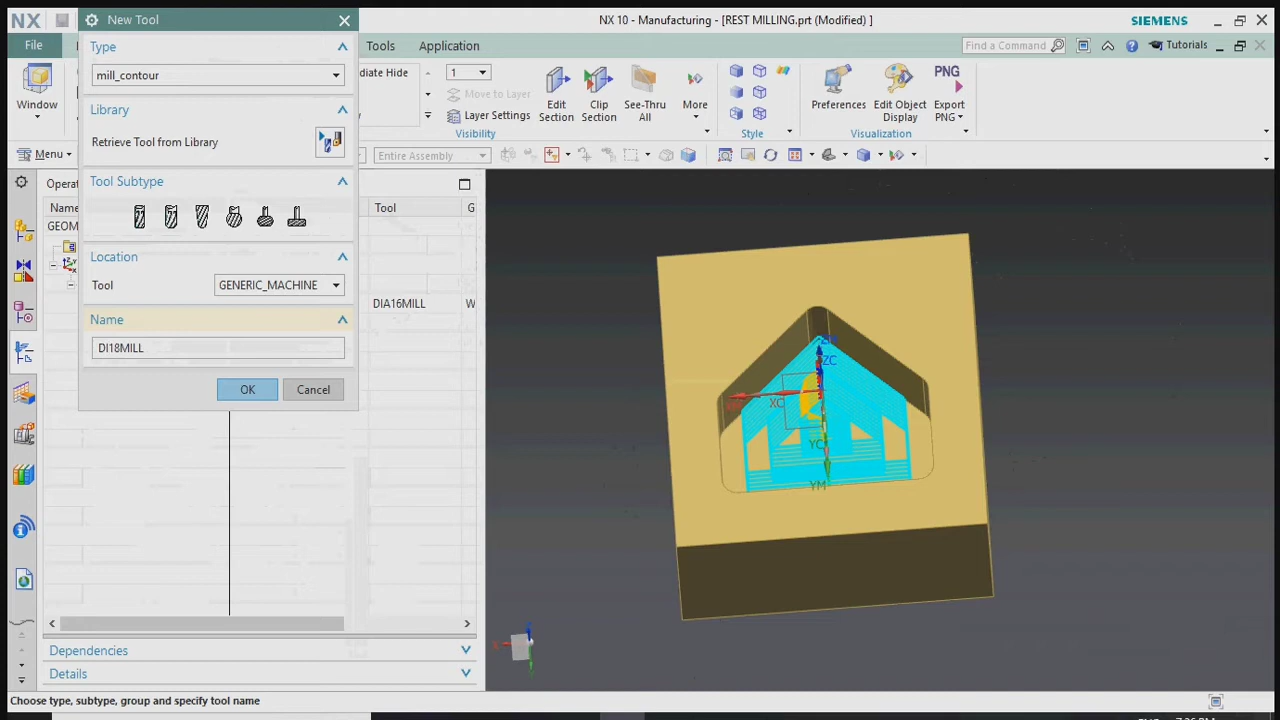 NX
New Tool
NX 10 - Manufacturing - [REST MILLING.prt (Modified) ]
SIEMENS
File
Tools
Application
Find a Command
Tutorials
Type
mill_contour
Library
Retrieve Tool from Library
Tool Subtype
Location
Tool
GENERIC_MACHINE
Name
DI18MILL
OK
Cancel
Window
diate Hide
1
Move to Layer
Layer Settings
Visibility
Edit
Section
Clip
Section
See-Thru
All
More
Style
Preferences
Edit Object
Display
Export
PNG
PNG
Visualization
Menu
Entire Assembly
Operat
Name
Tool
G
GEOM
DIA16MILL
W
ZC
XC
YC
YM
X
Dependencies
Details
Choose type, subtype, group and specify tool name